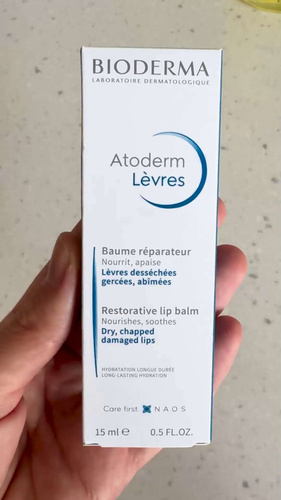 BIODERMA
LABORATOIRE DERMATOLOGIQUE
Atoderm
Lèvres
Baume réparateur
Nourrit, apaise
Lèvres desséchées
gercées, abîmées
Restorative lip balm
Nourishes, soothes
Dry, chapped
damaged lips
HYDRATATION LONGUE DURÉE
LONG-LASTING HYDRATION
Care first. NAOS
15 ml ℮ 0.5 FL.OZ.